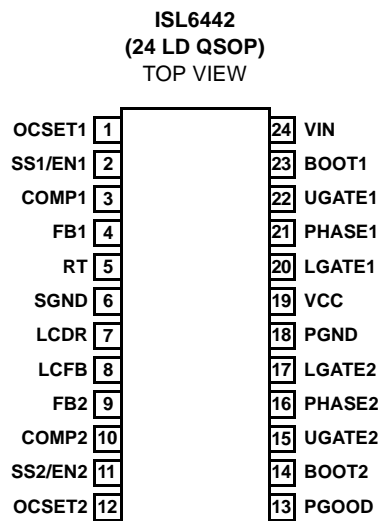 ISL6442
(24 LD QSOP)
TOP VIEW
OCSET1 1 24 VIN
SS1/EN1 2 23 BOOT1
COMP1 3 22 UGATE1
FB1 4 21 PHASE1
RT 5 20 LGATE1
SGND 6 19 VCC
LCDR 7 18 PGND
LCFB 8 17 LGATE2
FB2 9 16 PHASE2
COMP2 10 15 UGATE2
SS2/EN2 11 14 BOOT2
OCSET2 12 13 PGOOD